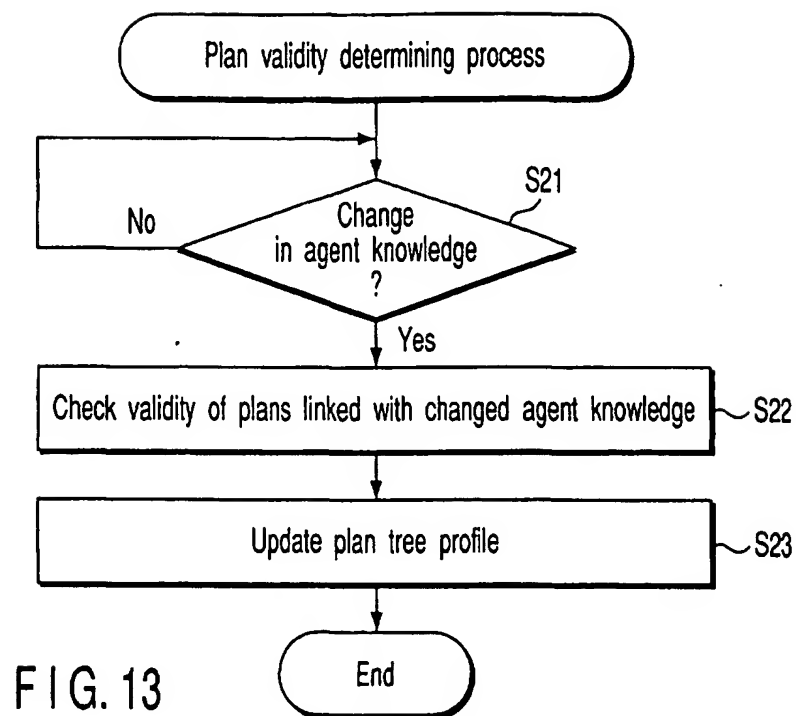 Plan validity determining process
S21
Change
in agent knowledge
?
No
Yes
Check validity of plans linked with changed agent knowledge
S22
Update plan tree profile
S23
End
FIG. 13